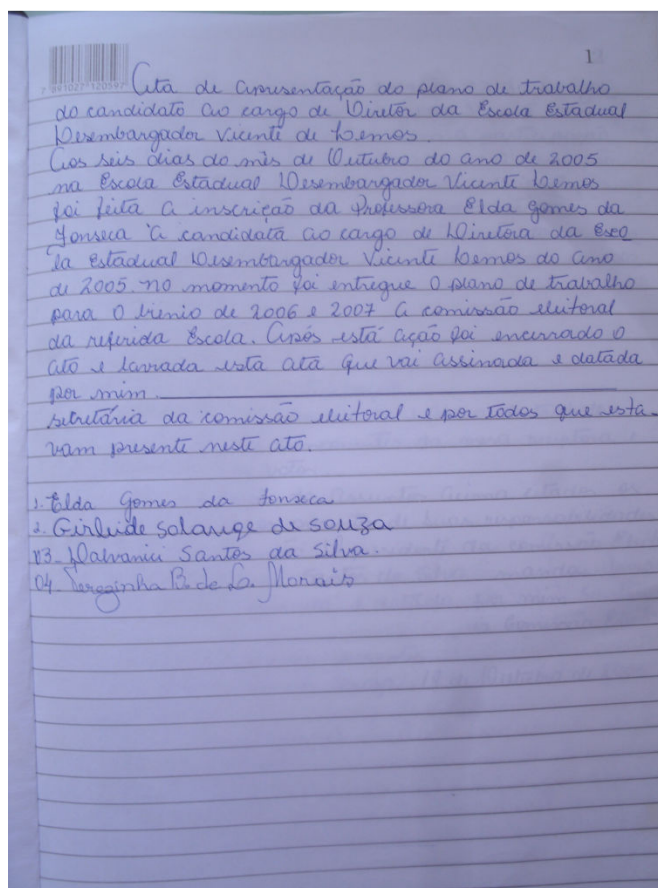 1
7 891027 120597
Ata de apresentação do plano de trabalho
do candidato ao cargo de Diretor da Escola Estadual
Desembargador Vicente de Lemos.
Aos seis dias do mês de Outubro do ano de 2005
na Escola Estadual Desembargador Vicente Lemos
foi feita a inscrição da Professora Elda Gomes da
Fonseca a candidata ao cargo de Diretora da Esco
la Estadual Desembargador Vicente Lemos do ano
de 2005. no momento foi entregue o plano de trabalho
para o bienio de 2006 e 2007 a comissão eleitoral
da referida Escola. Após está ação foi encerrado o
ato e lavrada esta ata que vai assinada e datada
por mim.
secretária da comissão eleitoral e por todos que esta-
vam presente neste ato.
1. Elda Gomes da Fonseca
2. Girleide Solange de Souza
03. Dalvanici Santos da Silva.
04. Terezinha B. de L. Morais